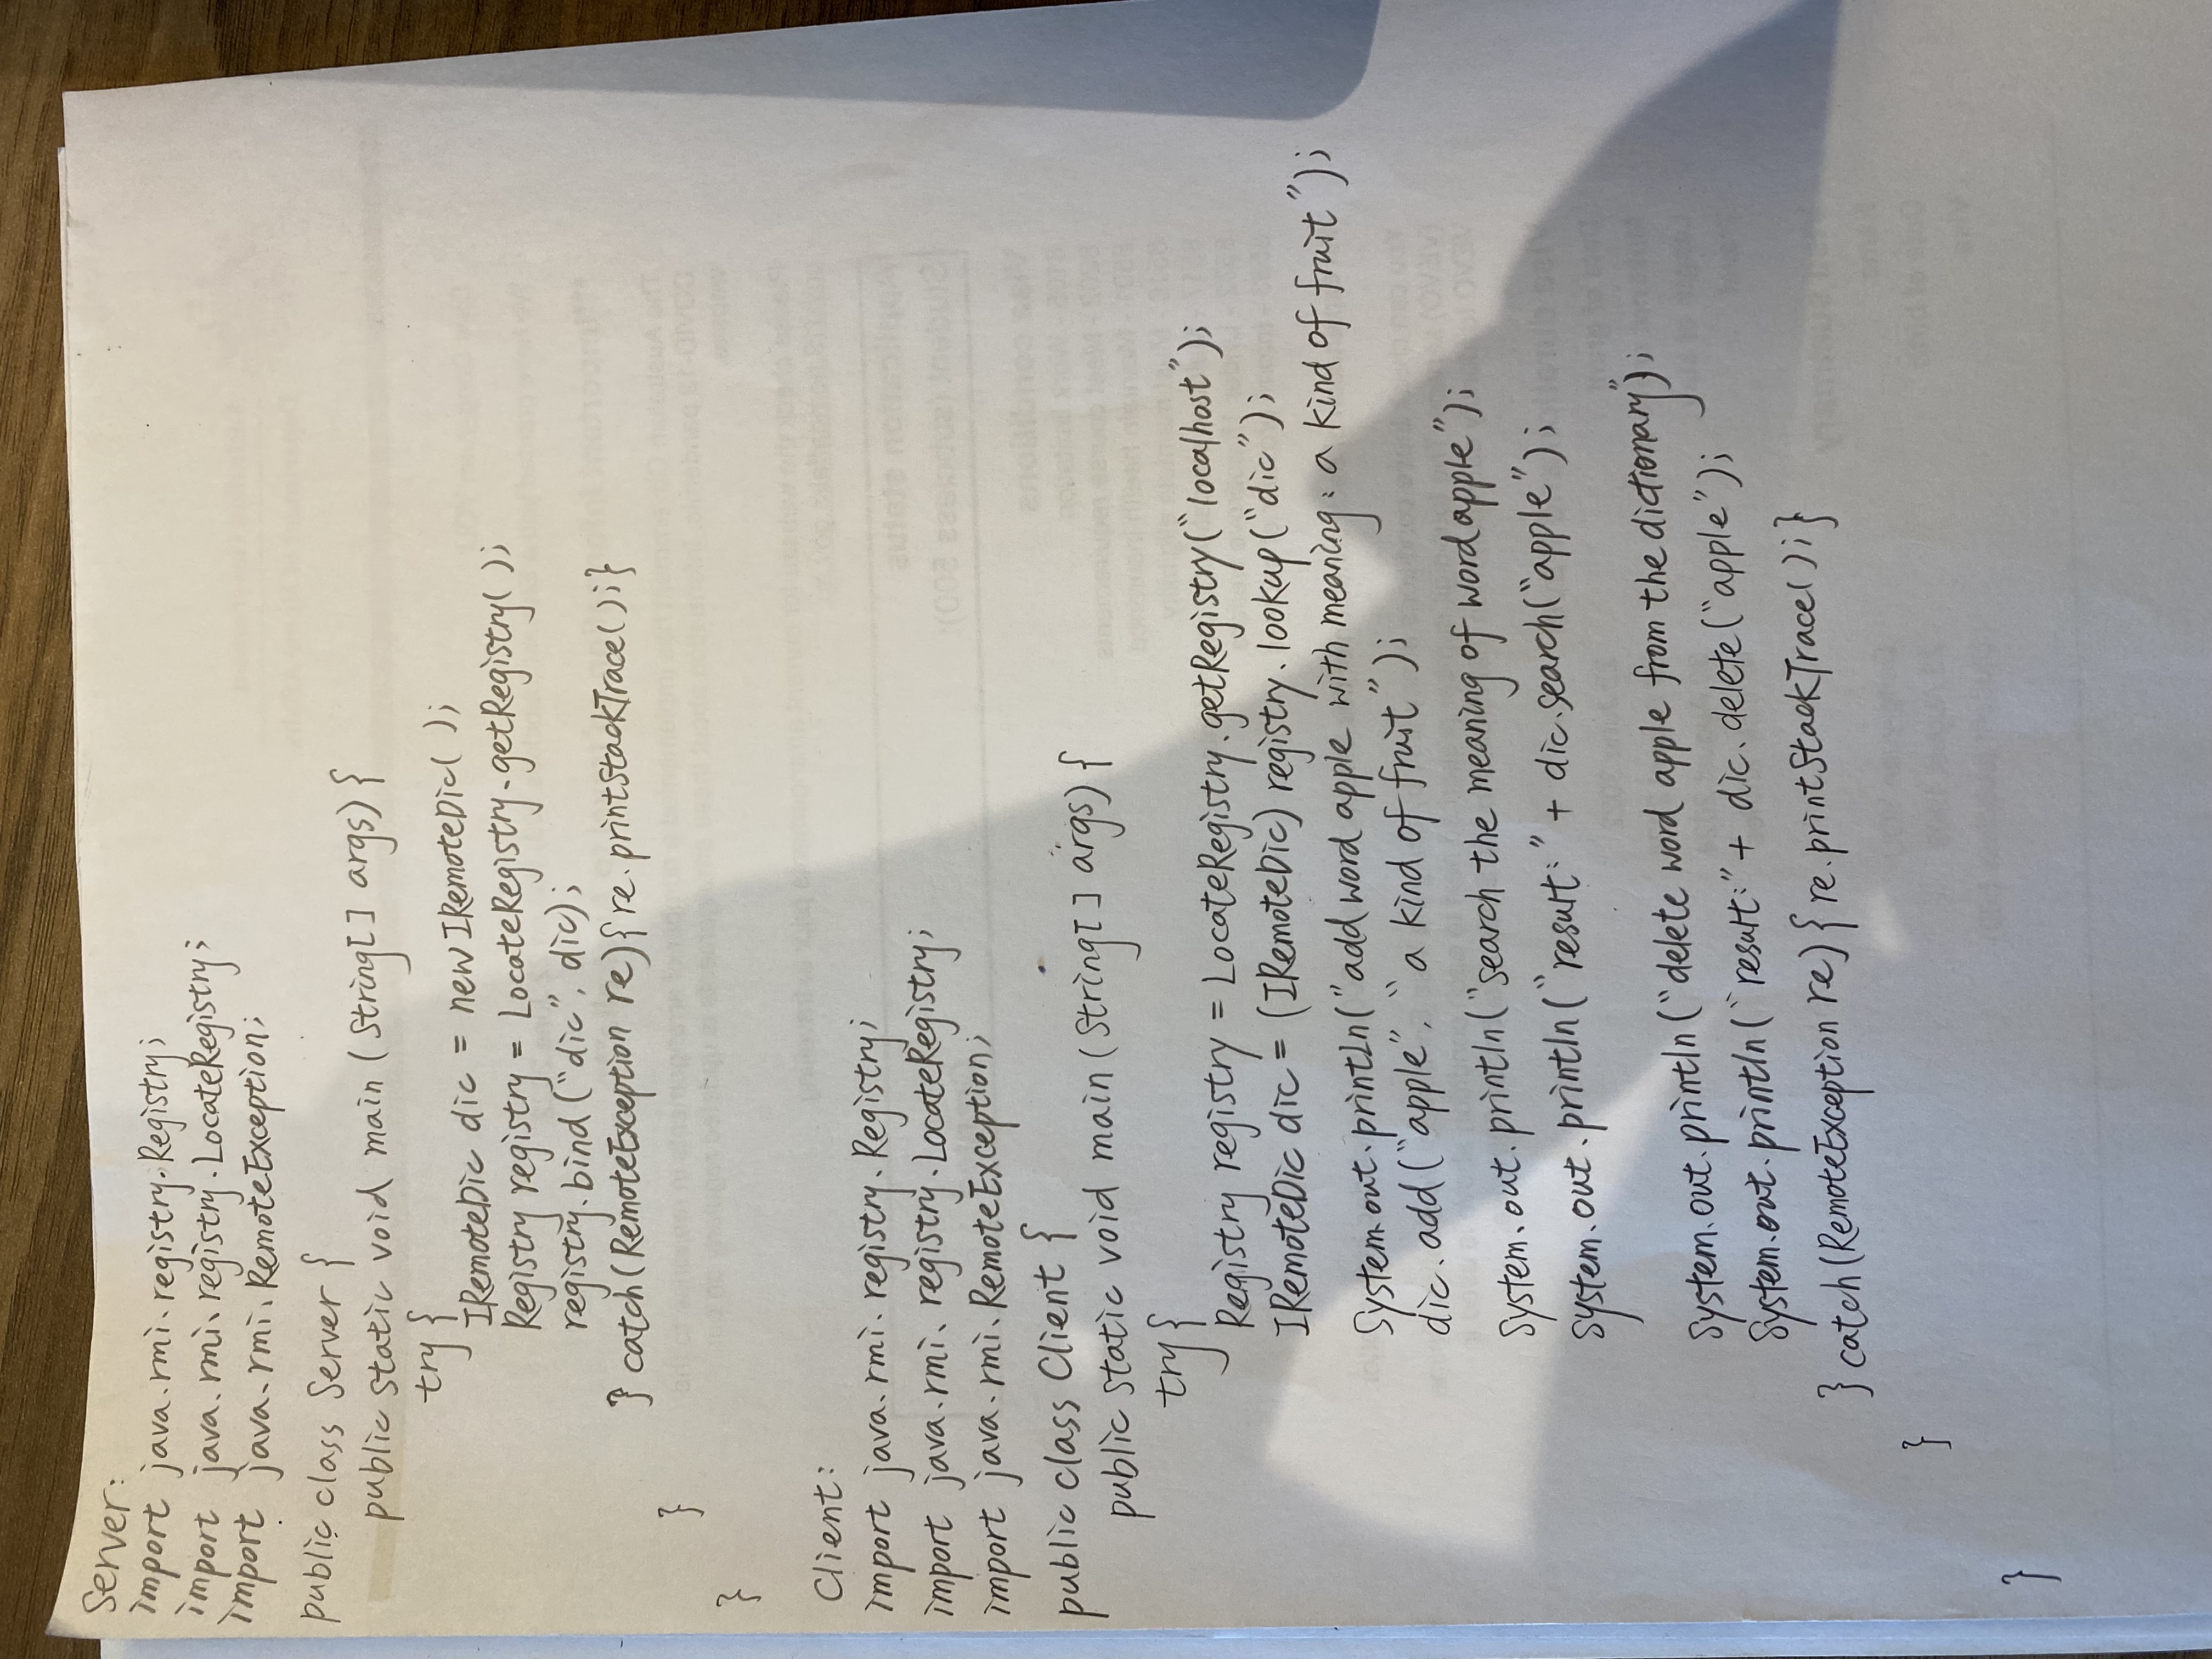 Server:
import java.rmi.registry.Registry;
import java.rmi.registry.LocateRegistry;
import java.rmi.RemoteException;
public class Server {
public static void main (String[] args) {
try {
IRemoteDic dic = new IRemoteDic( );
Registry registry = LocateRegistry.getRegistry( );
registry.bind ("dic", dic);
} catch(RemoteException re){ re.printStackTrace( );}
}
}
Client:
import java.rmi.registry.Registry;
import java.rmi.registry.LocateRegistry;
import java.rmi.RemoteException;
public class Client {
public static void main (String[] args) {
try {
Registry registry = LocateRegistry.getRegistry("localhost");
IRemoteDic dic = (IRemoteDic) registry.lookup("dic");
System.out.println("add word apple with meaning: a kind of fruit");
dic.add ("apple", "a kind of fruit");
System.out.println("search the meaning of word apple");
System.out.println("result:" + dic.search("apple");
System.out.println("delete word apple from the dictionary");
System.out.println("result:" + dic.delete("apple");
} catch(RemoteException re){ re.printStackTrace( );}
}
}